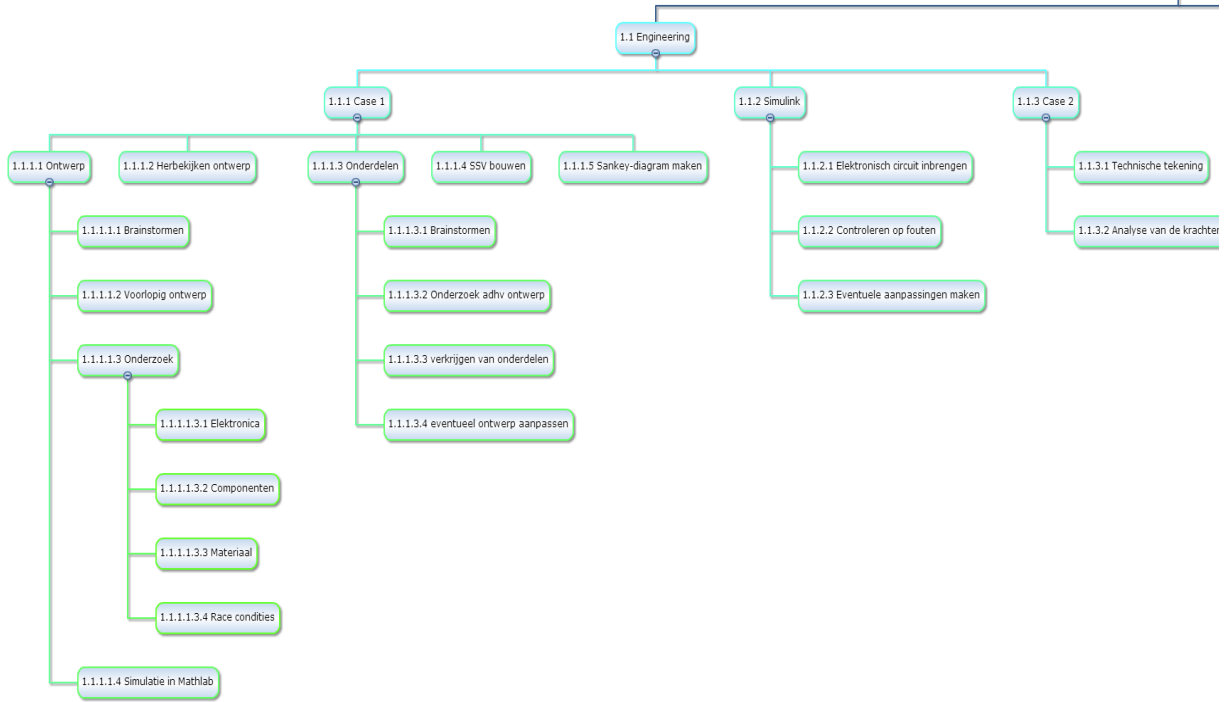 1.1 Engineering
1.1.1 Case 1
1.1.2 Simulink
1.1.3 Case 2
1.1.1.1 Ontwerp
1.1.1.2 Herbekijken ontwerp
1.1.1.3 Onderdelen
1.1.1.4 SSV bouwen
1.1.1.5 Sankey-diagram maken
1.1.2.1 Elektronisch circuit inbrengen
1.1.3.1 Technische tekening
1.1.1.1.1 Brainstormen
1.1.1.3.1 Brainstormen
1.1.2.2 Controleren op fouten
1.1.3.2 Analyse van de krachten
1.1.1.1.2 Voorlopig ontwerp
1.1.1.3.2 Onderzoek adhv ontwerp
1.1.2.3 Eventuele aanpassingen maken
1.1.1.1.3 Onderzoek
1.1.1.3.3 verkrijgen van onderdelen
1.1.1.1.3.1 Elektronica
1.1.1.3.4 eventueel ontwerp aanpassen
1.1.1.1.3.2 Componenten
1.1.1.1.3.3 Materiaal
1.1.1.1.3.4 Race condities
1.1.1.1.4 Simulatie in Mathlab